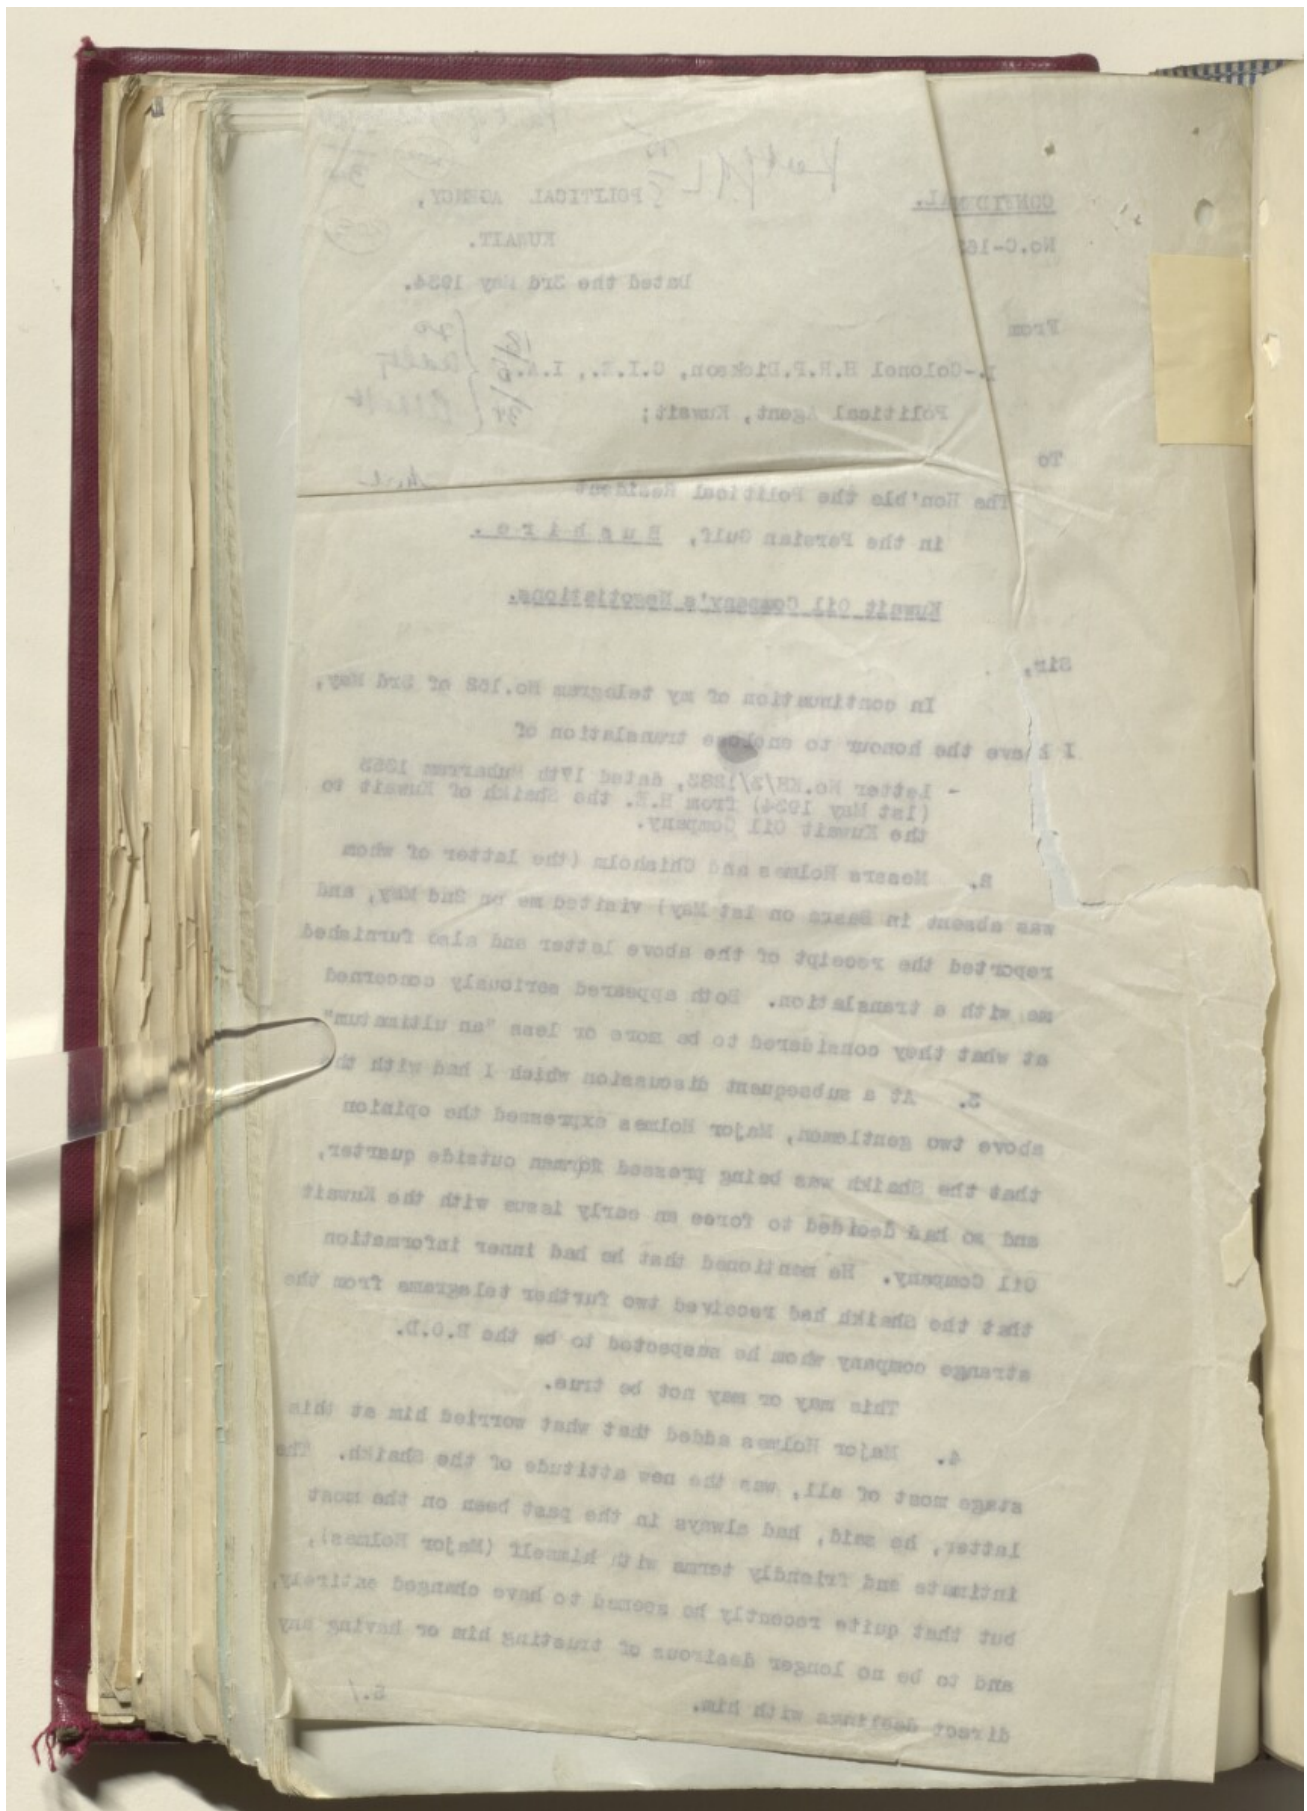 CONFIDENTIAL.
POLITICAL AGENCY,
No.C-162
KUWAIT.
Dated the 3rd May 1934.
From
Colonel H.R.P.Dickson, C.I.E., I.A.
Political Agent, Kuwait;
To
The Hon'ble the Political Resident
in the Persian Gulf, Bushire.
Kuwait Oil Company's Negotiations.
Sir,
In continuation of my telegram No.162 of 3rd May,
I have the honour to enclose translation of
- letter No.KH/2/1282, dated 17th Muharram 1353
(1st May 1934) from H.E. the Shaikh of Kuwait to
the Kuwait Oil Company.
2. Messrs Holmes and Chisholm (the latter of whom
was absent in Basra on 1st May) visited me on 2nd May, and
reported the receipt of the above letter and also furnished
me with a translation. Both appeared seriously concerned
at what they considered to be more or less "an ultimatum"
3. At a subsequent discussion which I had with the
above two gentlemen, Major Holmes expressed the opinion
that the Shaikh was being pressed from an outside quarter,
and so had decided to force an early issue with the Kuwait
Oil Company. He mentioned that he had inner information
that the Shaikh had received two further telegrams from the
strange company whom he suspected to be the B.O.D.
This may or may not be true.
4. Major Holmes added that what worried him at this
stage most of all, was the new attitude of the Shaikh. The
latter, he said, had always in the past been on the most
intimate and friendly terms with himself (Major Holmes),
but that quite recently he seemed to have changed entirely,
and to be no longer desirous of trusting him or having any
direct dealings with him.
5./